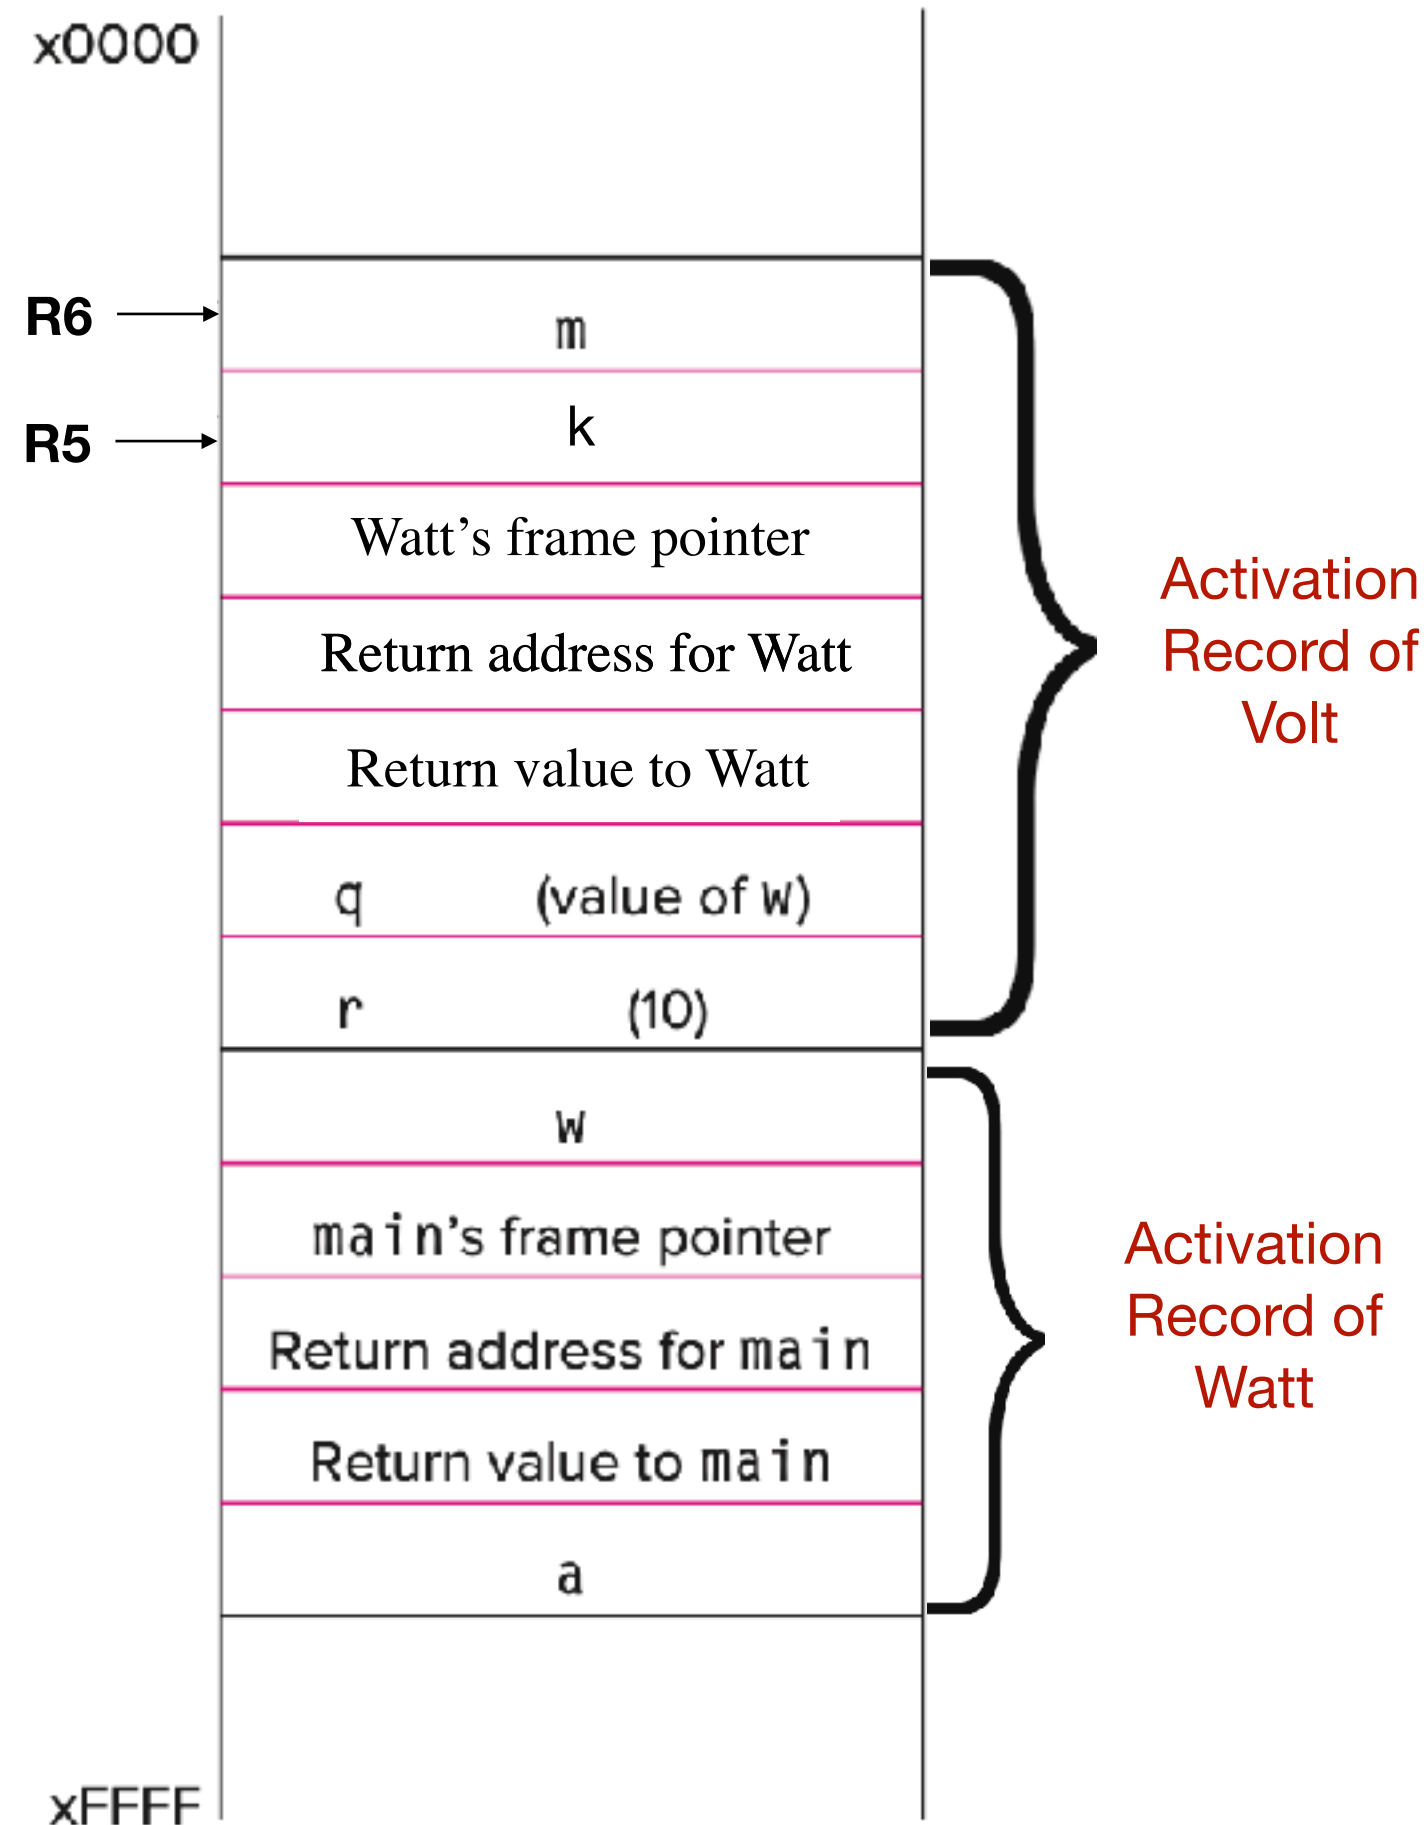 x0000
R6
m
R5
k
Watt's frame pointer
Return address for Watt
Activation
Record of
Volt
Return value to Watt
q (value of w)
r (10)
w
main's frame pointer
Return address for main
Activation
Record of
Watt
Return value to main
a
xFFFF